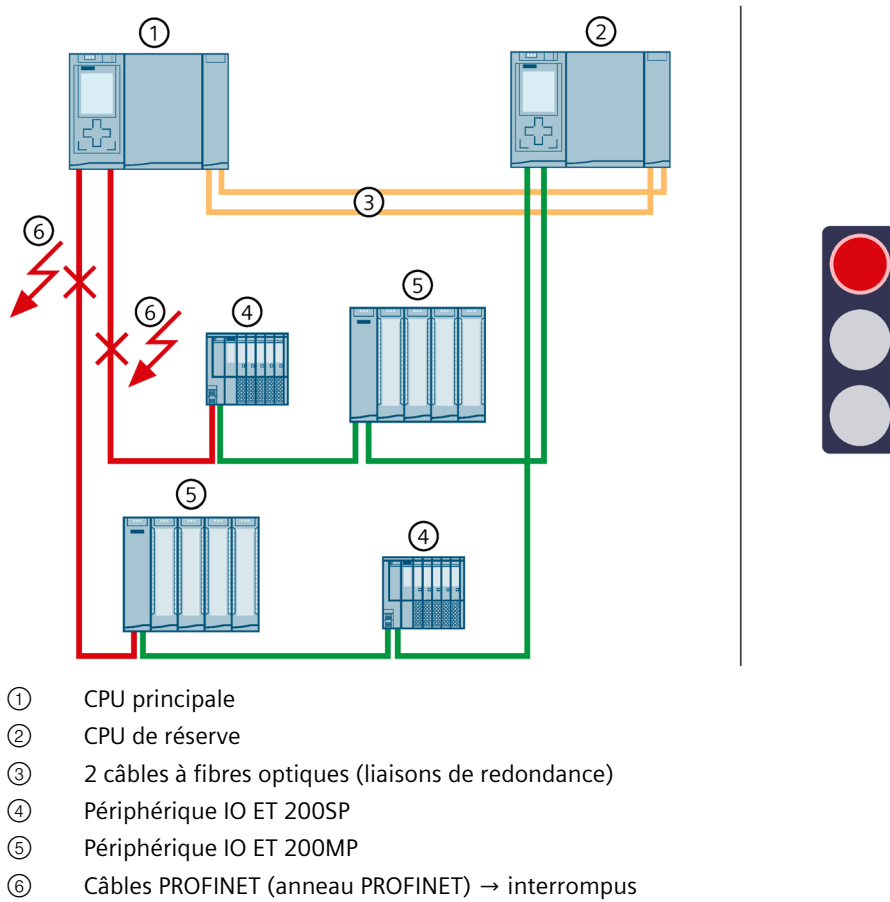 ①
②
③
⑥
⑥
④
⑤
⑤
④
① CPU principale
② CPU de réserve
③ 2 câbles à fibres optiques (liaisons de redondance)
④ Périphérique IO ET 200SP
⑤ Périphérique IO ET 200MP
⑥ Câbles PROFINET (anneau PROFINET) → interrompus